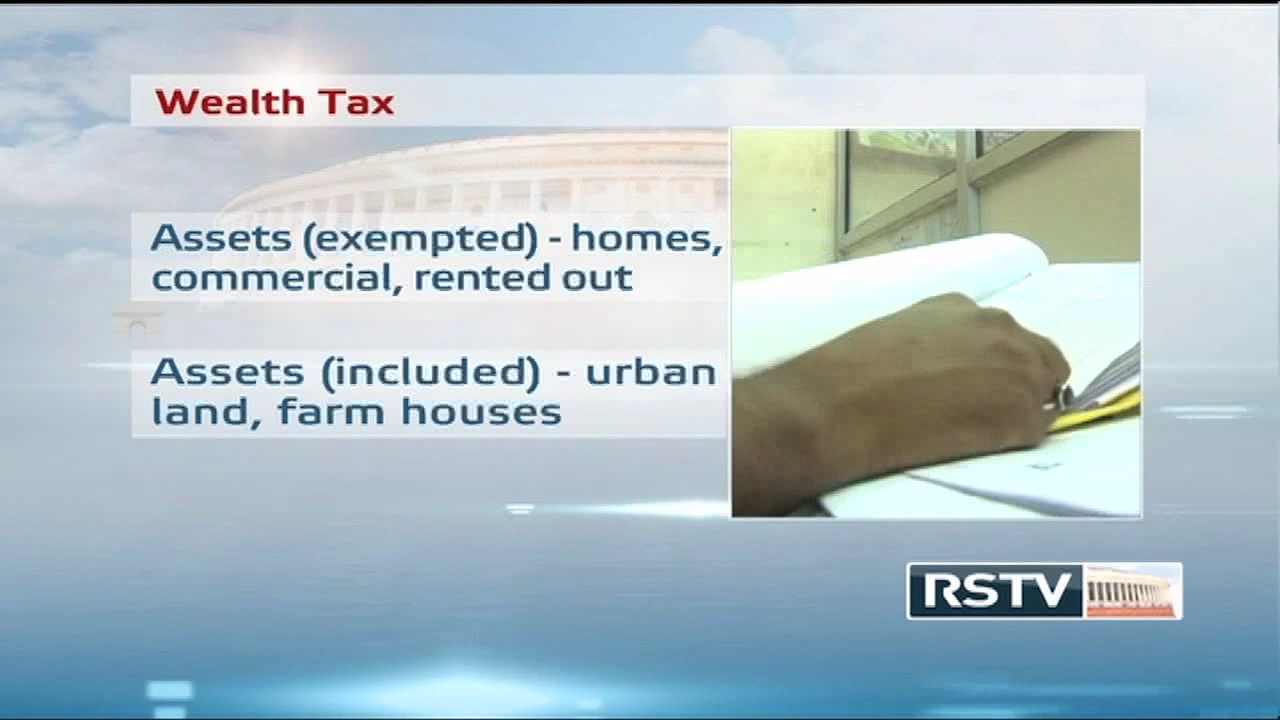 Wealth Tax
Assets (exempted) - homes,
commercial, rented out
Assets (included) - urban
land, farm houses
RSTV